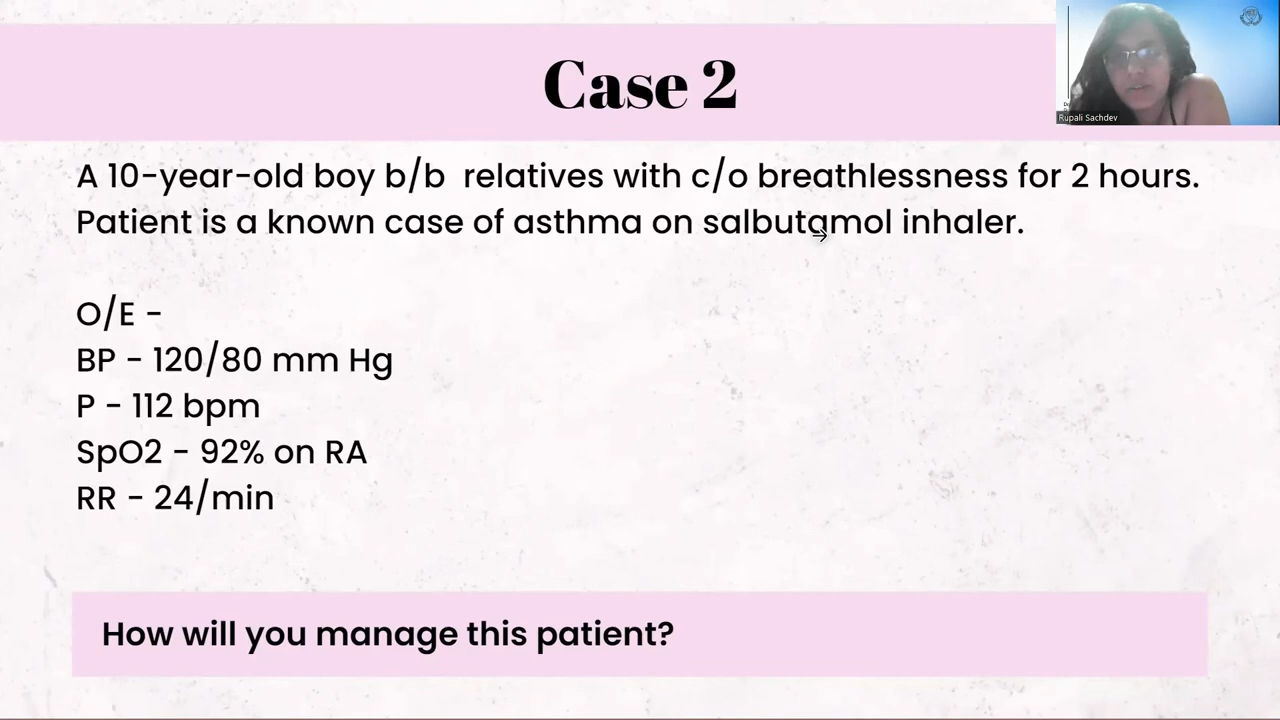 Case 2
Rupali Sachdev
A 10-year-old boy b/b relatives with c/o breathlessness for 2 hours.
Patient is a known case of asthma on salbutamol inhaler.
O/E -
BP - 120/80 mm Hg
P - 112 bpm
SpO2 - 92% on RA
RR - 24/min
How will you manage this patient?